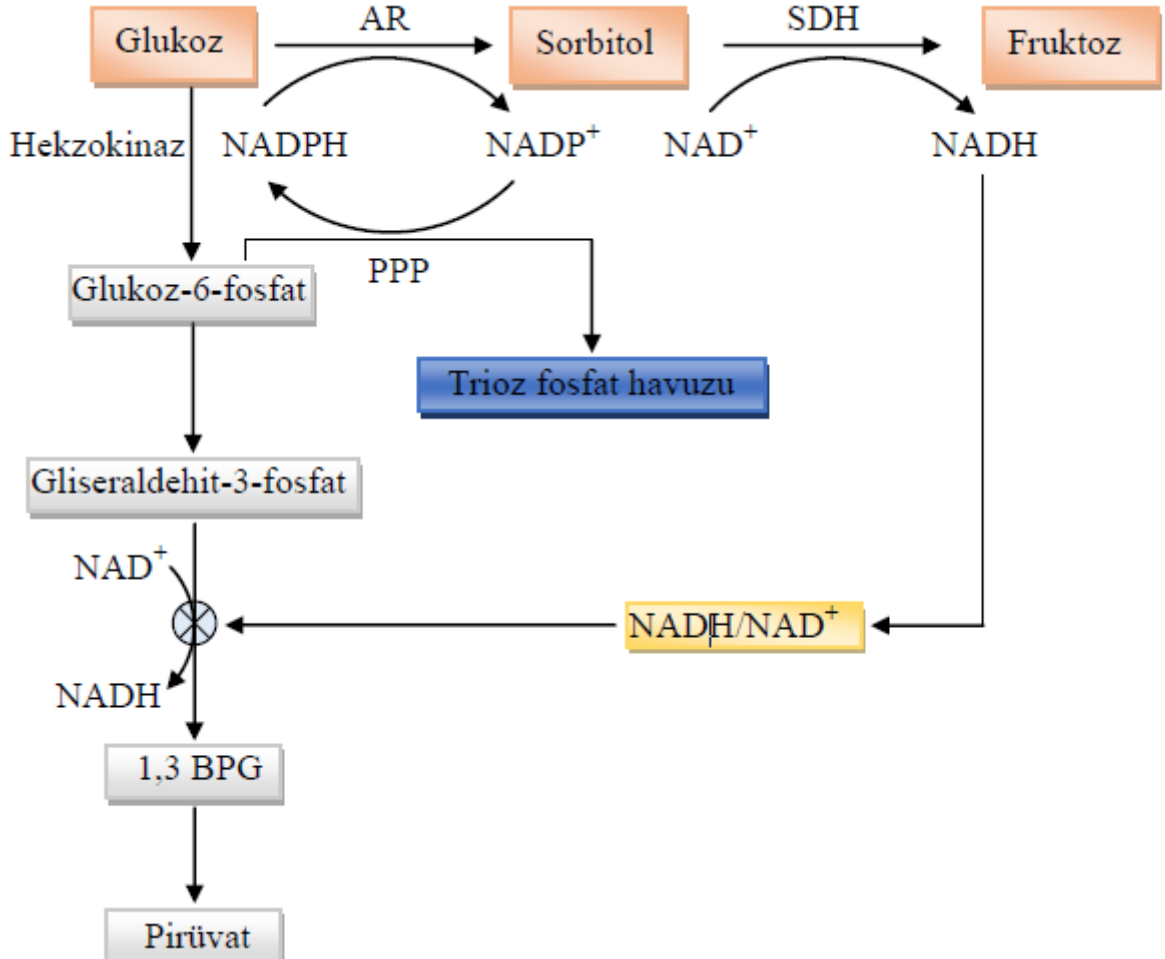 Glukoz
AR
Sorbitol
SDH
Fruktoz
Hekzokinaz
NADPH
NADP⁺
NAD⁺
NADH
PPP
Glukoz-6-fosfat
Trioz fosfat havuzu
Gliseraldehit-3-fosfat
NAD⁺
NADH/NAD⁺
NADH
1,3 BPG
Pirüvat